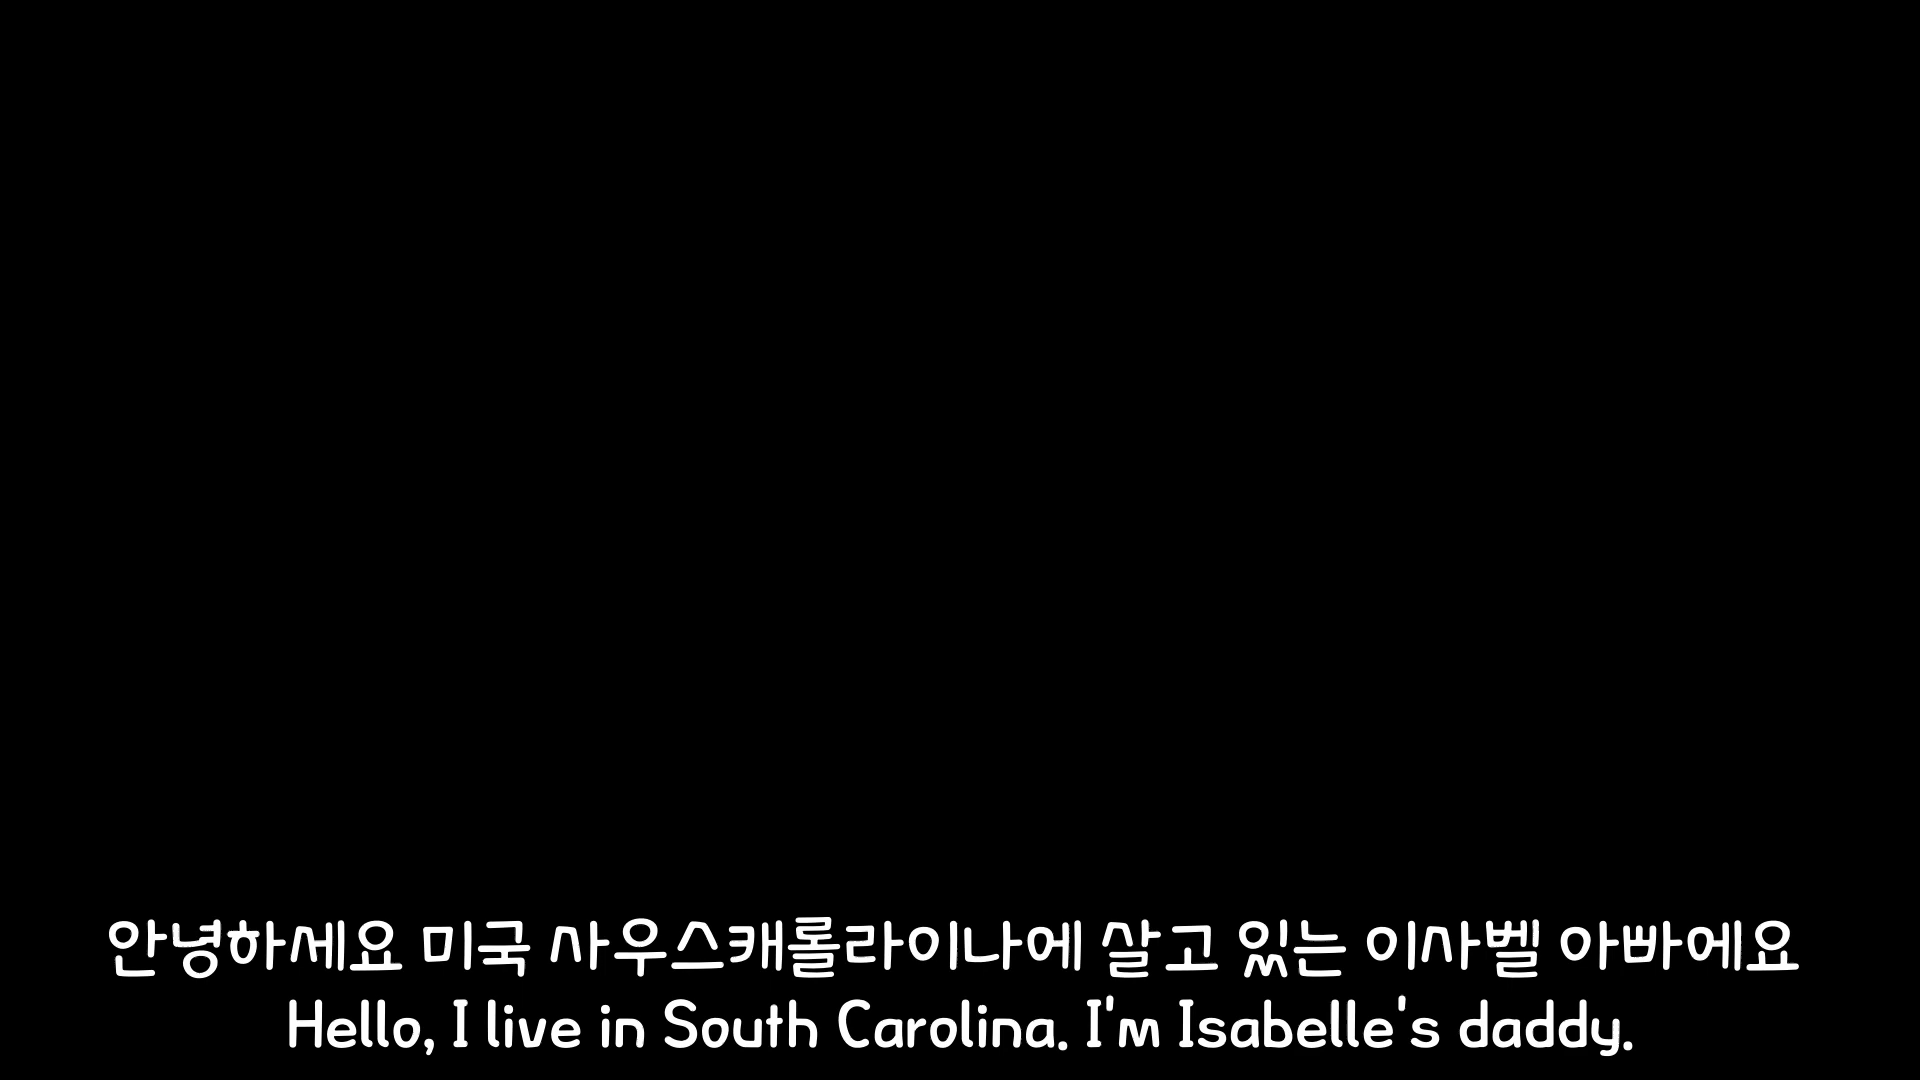 안녕하세요 미국 사우스캐롤라이나에 살고 있는 이사벨 아빠에요
Hello, I live in South Carolina. I'm Isabelle's daddy.